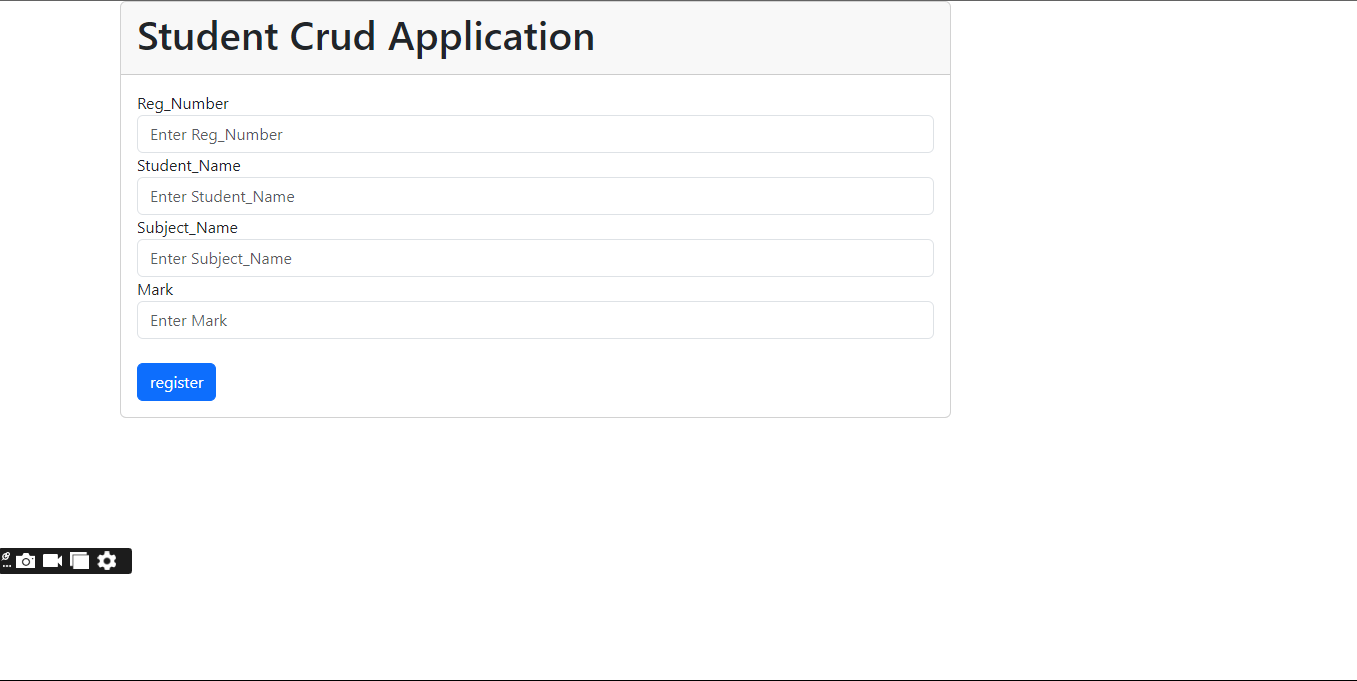 Student Crud Application
Reg_Number
Enter Reg_Number
Student_Name
Enter Student_Name
Subject_Name
Enter Subject_Name
Mark
Enter Mark
register